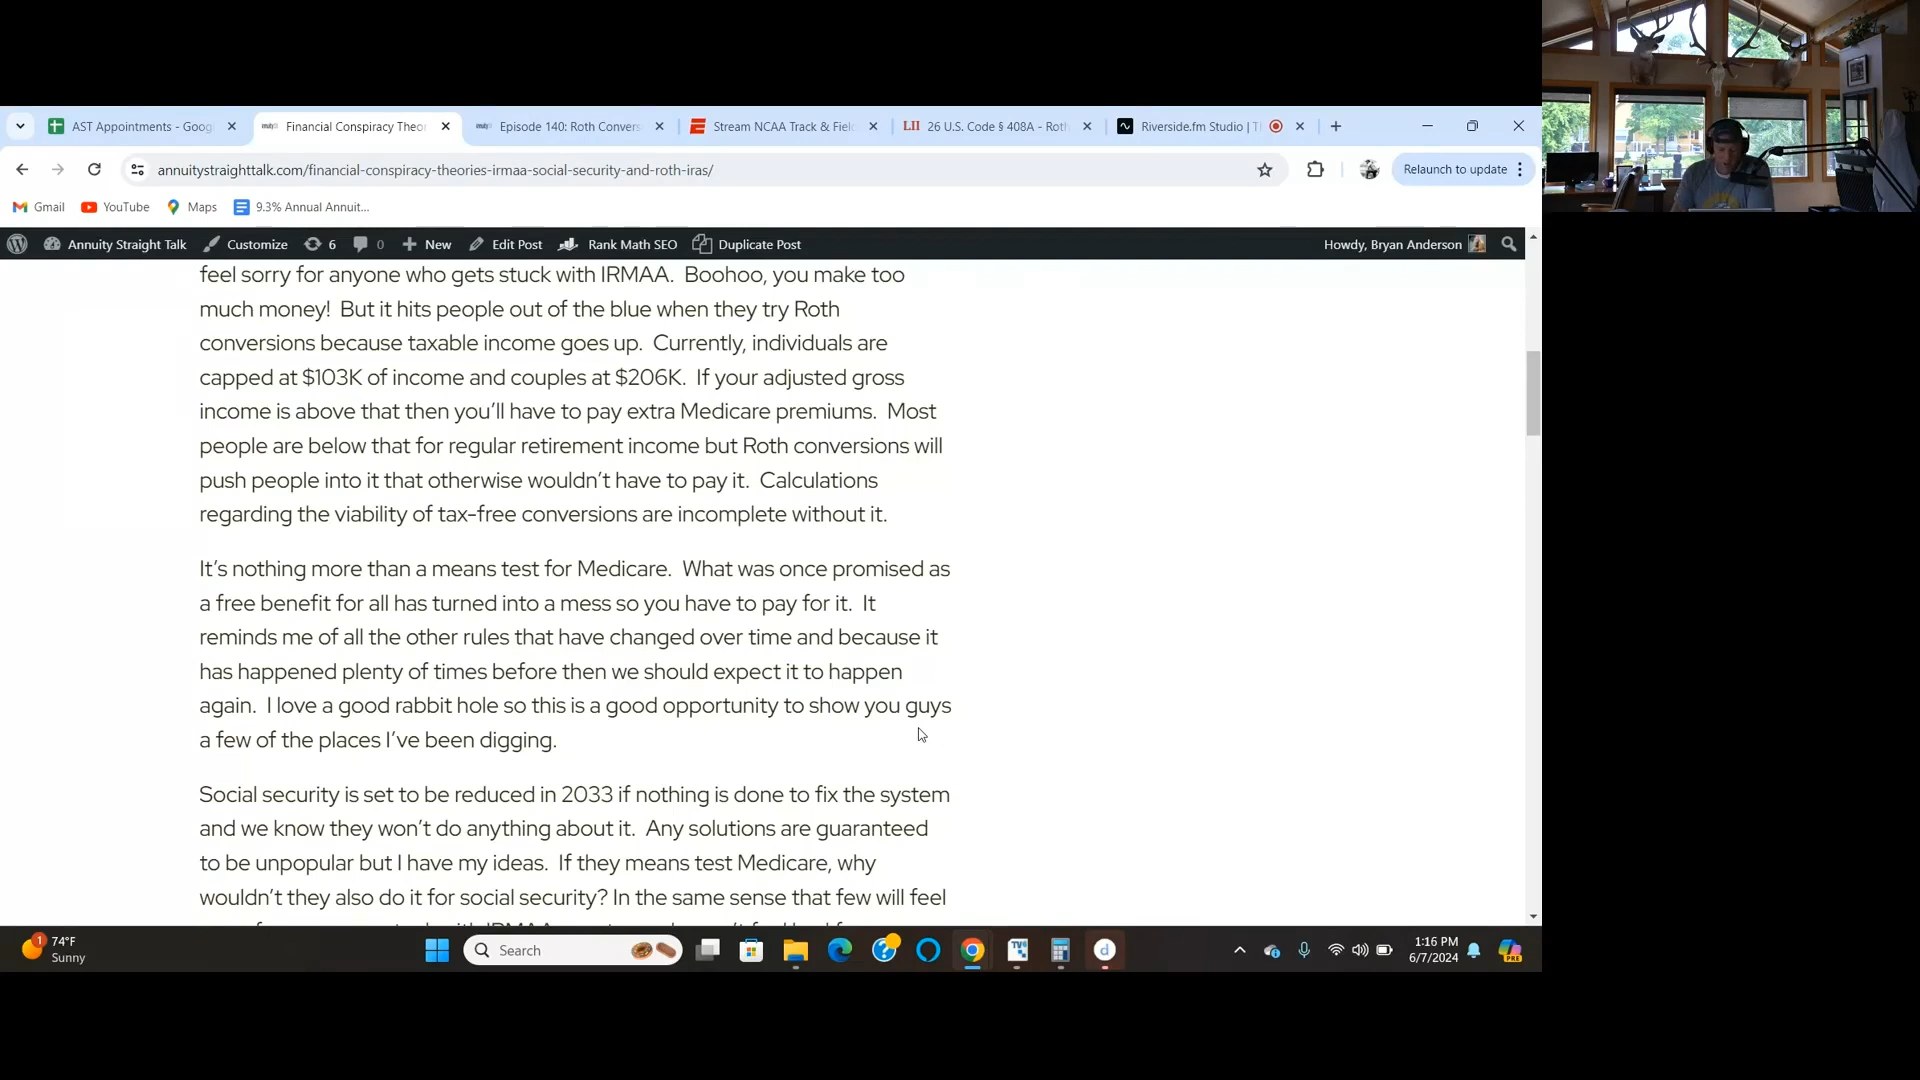 AST Appointments - Goog
Financial Conspiracy Theor
Episode 140: Roth Convers
Stream NCAA Track & Fiel
LII 26 U.S. Code § 408A - Roth
Riverside.fm Studio | T
annuitystraighttalk.com/financial-conspiracy-theories-irmaa-social-security-and-roth-iras/
Relaunch to update
Gmail
YouTube
Maps
9.3% Annual Annuit...
Annuity Straight Talk
Customize
6
0
New
Edit Post
Rank Math SEO
Duplicate Post
Howdy, Bryan Anderson
feel sorry for anyone who gets stuck with IRMAA.  Boohoo, you make too
much money!  But it hits people out of the blue when they try Roth
conversions because taxable income goes up.  Currently, individuals are
capped at $103K of income and couples at $206K.  If your adjusted gross
income is above that then you’ll have to pay extra Medicare premiums.  Most
people are below that for regular retirement income but Roth conversions will
push people into it that otherwise wouldn’t have to pay it.  Calculations
regarding the viability of tax-free conversions are incomplete without it.
It’s nothing more than a means test for Medicare.  What was once promised as
a free benefit for all has turned into a mess so you have to pay for it.  It
reminds me of all the other rules that have changed over time and because it
has happened plenty of times before then we should expect it to happen
again.  I love a good rabbit hole so this is a good opportunity to show you guys
a few of the places I’ve been digging.
Social security is set to be reduced in 2033 if nothing is done to fix the system
and we know they won’t do anything about it.  Any solutions are guaranteed
to be unpopular but I have my ideas.  If they means test Medicare, why
wouldn’t they also do it for social security? In the same sense that few will feel
1
74°F
Sunny
Search
1:16 PM
6/7/2024
PRE